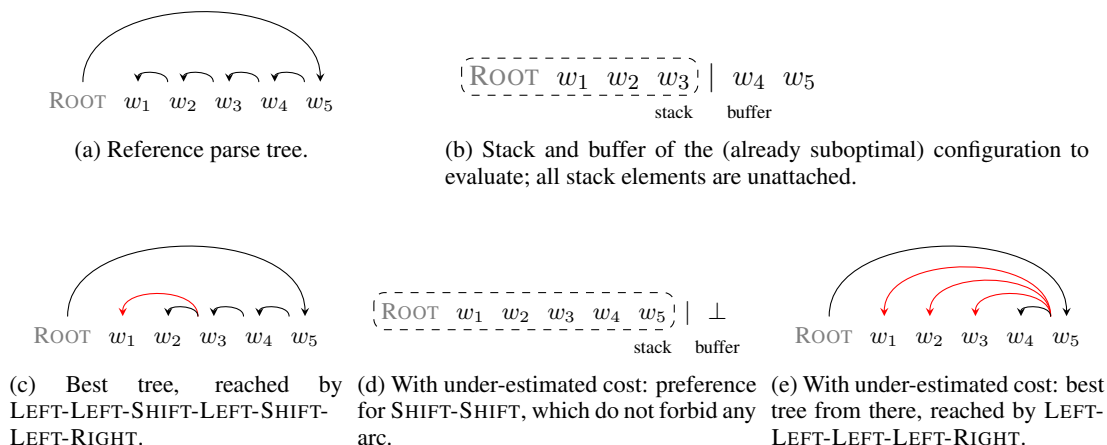 ROOT w1 w2 w3 w4 w5
(a) Reference parse tree.
ROOT w1 w2 w3 | w4 w5
stack buffer
(b) Stack and buffer of the (already suboptimal) configuration to
evaluate; all stack elements are unattached.
ROOT w1 w2 w3 w4 w5
(c) Best tree, reached by
LEFT-LEFT-SHIFT-LEFT-SHIFT-
LEFT-RIGHT.
ROOT w1 w2 w3 w4 w5 | ⊥
stack buffer
(d) With under-estimated cost: preference
for SHIFT-SHIFT, which do not forbid any
arc.
ROOT w1 w2 w3 w4 w5
(e) With under-estimated cost: best
tree from there, reached by LEFT-
LEFT-LEFT-LEFT-RIGHT.